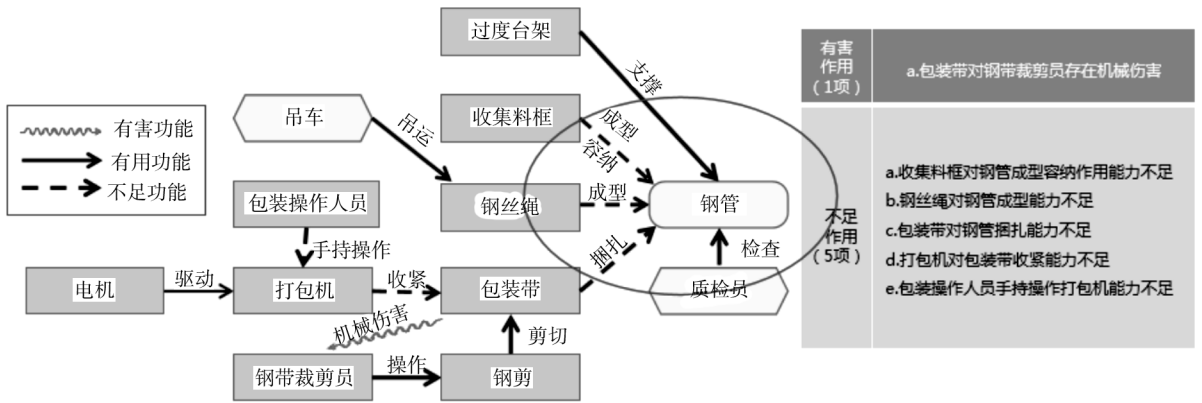 过度台架
支撑
吊车
吊运
收集料框
成型
容纳
有害功能
有用功能
不足功能
包装操作人员
钢丝绳
成型
钢管
手持操作
捆扎
检查
电机
驱动
打包机
收紧
包装带
质检员
机械伤害
剪切
钢带裁剪员
操作
钢剪
有害
作用
(1项)
a.包装带对钢带裁剪员存在机械伤害
不足
作用
(5项)
a.收集料框对钢管成型容纳作用能力不足
b.钢丝绳对钢管成型能力不足
c.包装带对钢管捆扎能力不足
d.打包机对包装带收紧能力不足
e.包装操作人员手持操作打包机能力不足